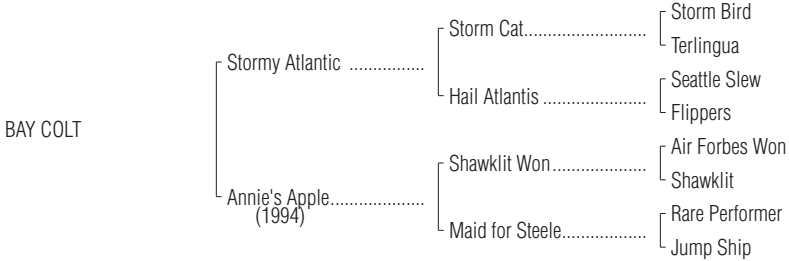 Storm Bird
Storm Cat........................
Terlingua
Stormy Atlantic ................
Seattle Slew
Hail Atlantis ......................
Flippers
BAY COLT
Air Forbes Won
Shawklit Won....................
Shawklit
Annie's Apple....................
(1994)
Rare Performer
Maid for Steele..................
Jump Ship